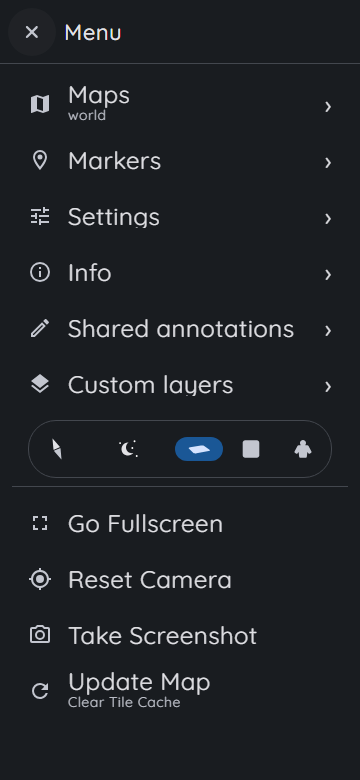 Menu
Maps
world
Markers
Settings
Info
Shared annotations
Custom layers
Go Fullscreen
Reset Camera
Take Screenshot
Update Map
Clear Tile Cache